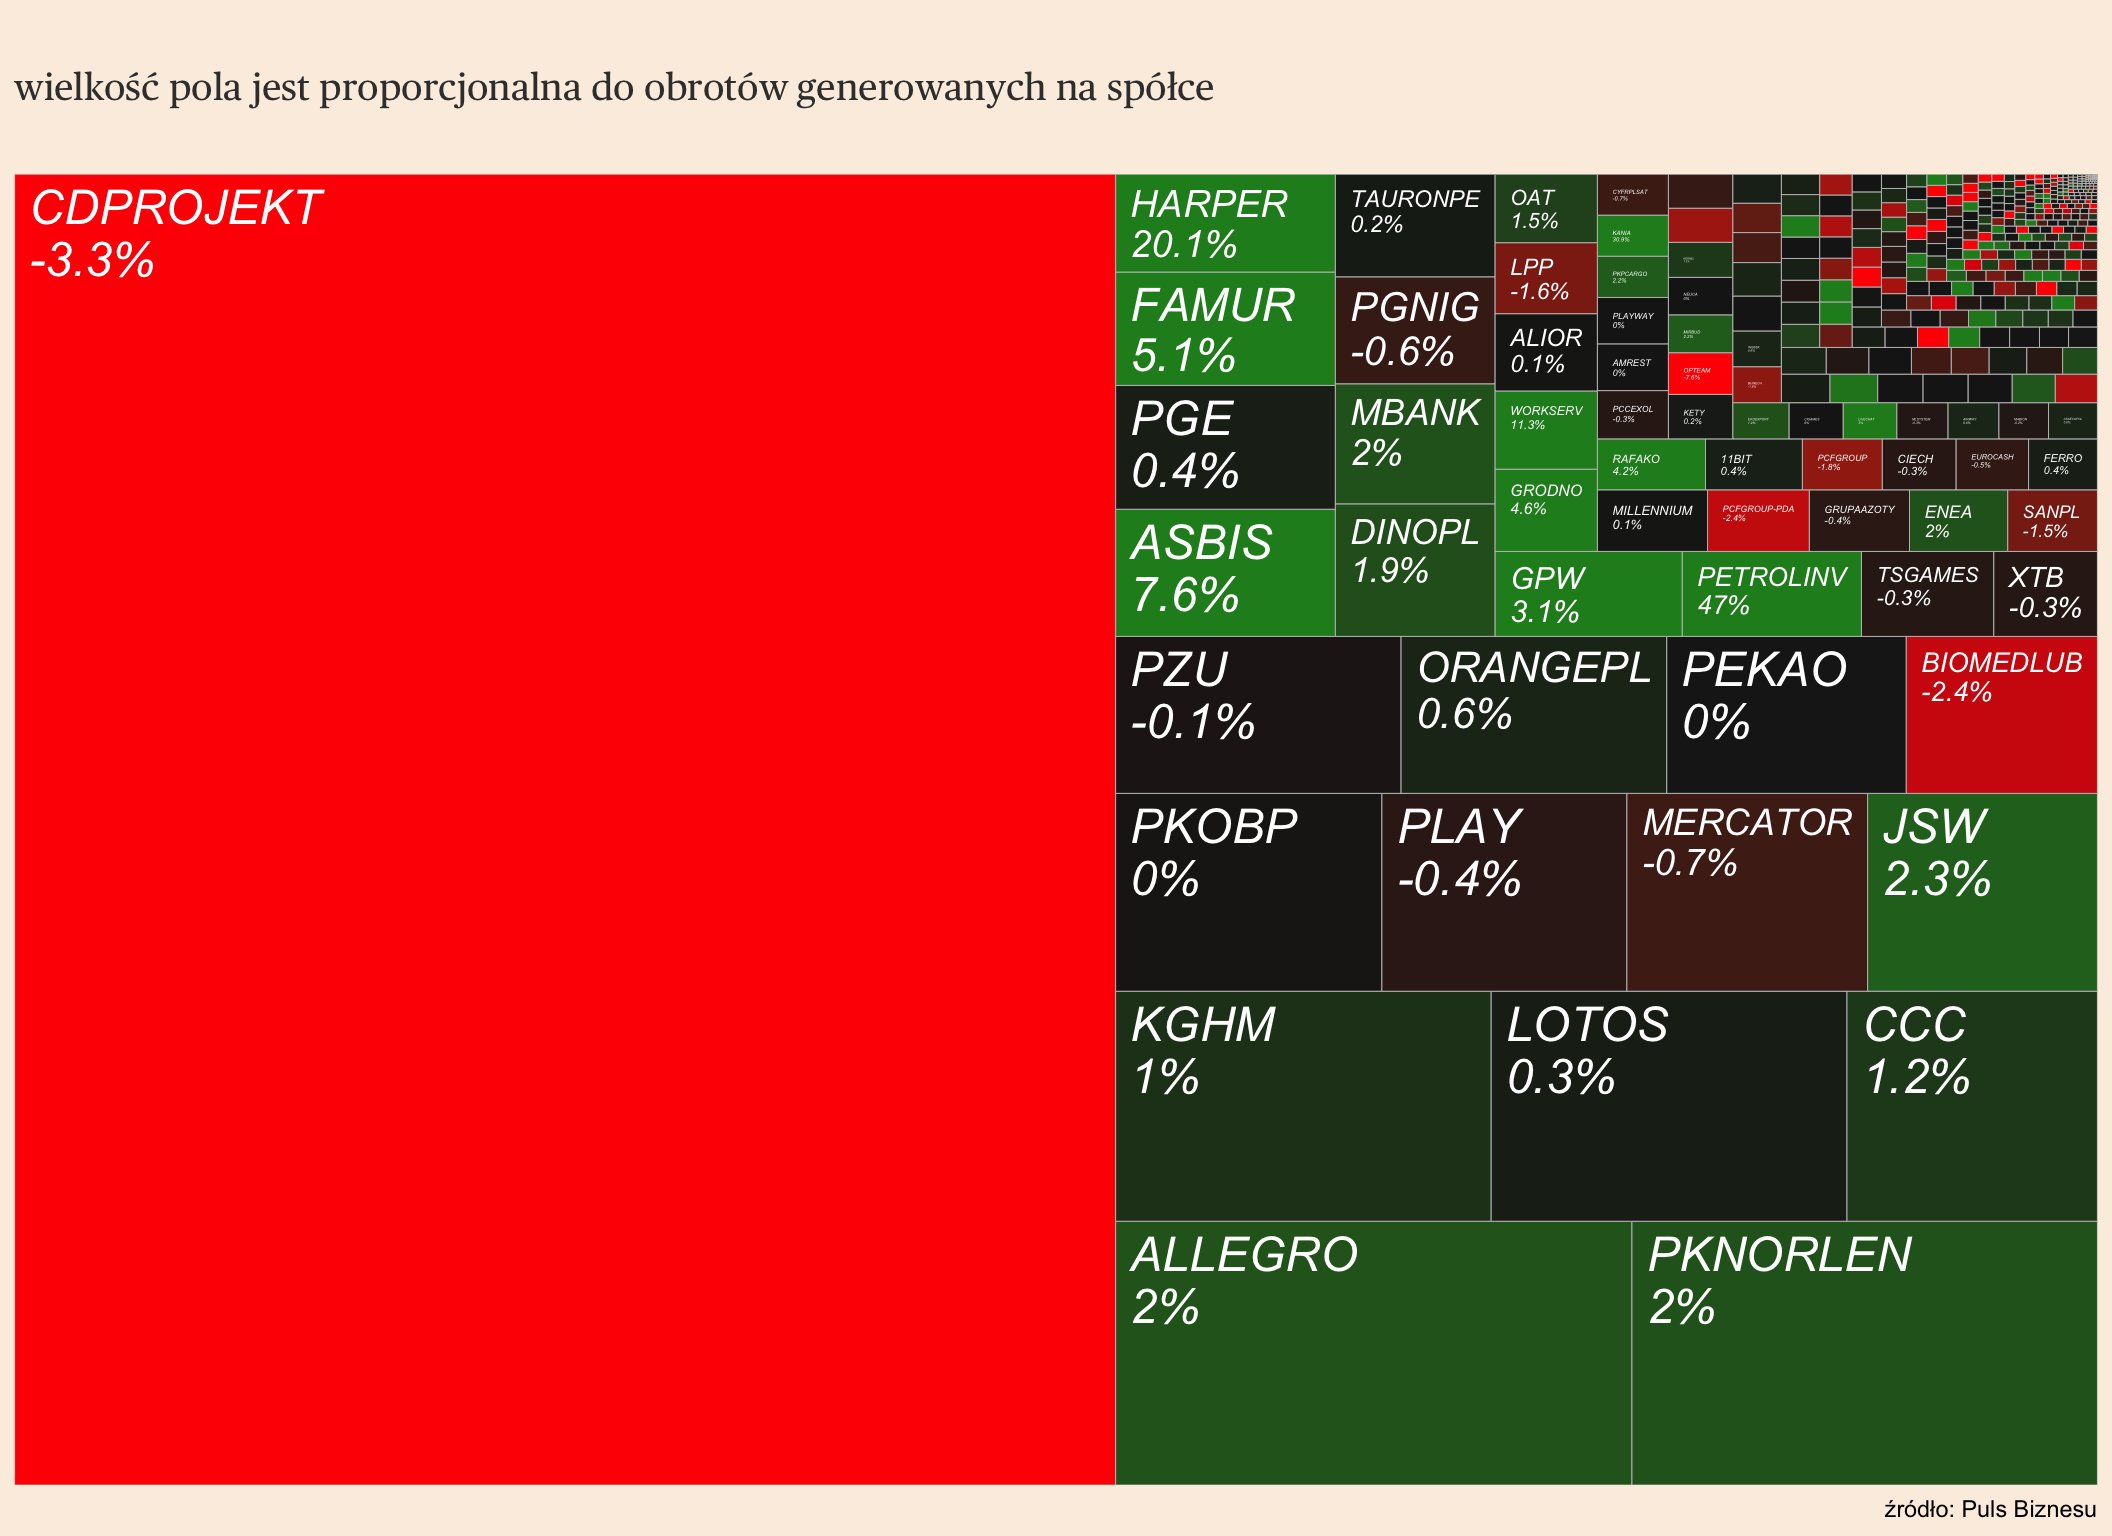 wielkość pola jest proporcjonalna do obrotów generowanych na spółce
CDPROJEKT
-3.3%
HARPER
20.1%
FAMUR
5.1%
PGE
0.4%
ASBIS
7.6%
TAURONPE
0.2%
PGNIG
-0.6%
MBANK
2%
DINOPL
1.9%
OAT
1.5%
LPP
-1.6%
ALIOR
0.1%
WORKSERV
11.3%
GRODNO
4.6%
CYFRPLSAT
-0.7%
KANIA
30.9%
PKPCARGO
2.2%
PLAYWAY
0%
AMREST
0%
PCCEXOL
-0.3%
OPTEAM
-7.6%
KETY
0.2%
RAFAKO
4.2%
11BIT
0.4%
PCFGROUP
-1.8%
CIECH
-0.3%
EUROCASH
-0.5%
FERRO
0.4%
MILLENNIUM
0.1%
PCFGROUP-PDA
-2.4%
GRUPAAZOTY
-0.4%
ENEA
2%
SANPL
-1.5%
GPW
3.1%
PETROLINV
47%
TSGAMES
-0.3%
XTB
-0.3%
PZU
-0.1%
ORANGEPL
0.6%
PEKAO
0%
BIOMEDLUB
-2.4%
PKOBP
0%
PLAY
-0.4%
MERCATOR
-0.7%
JSW
2.3%
KGHM
1%
LOTOS
0.3%
CCC
1.2%
ALLEGRO
2%
PKNORLEN
2%
źródło: Puls Biznesu